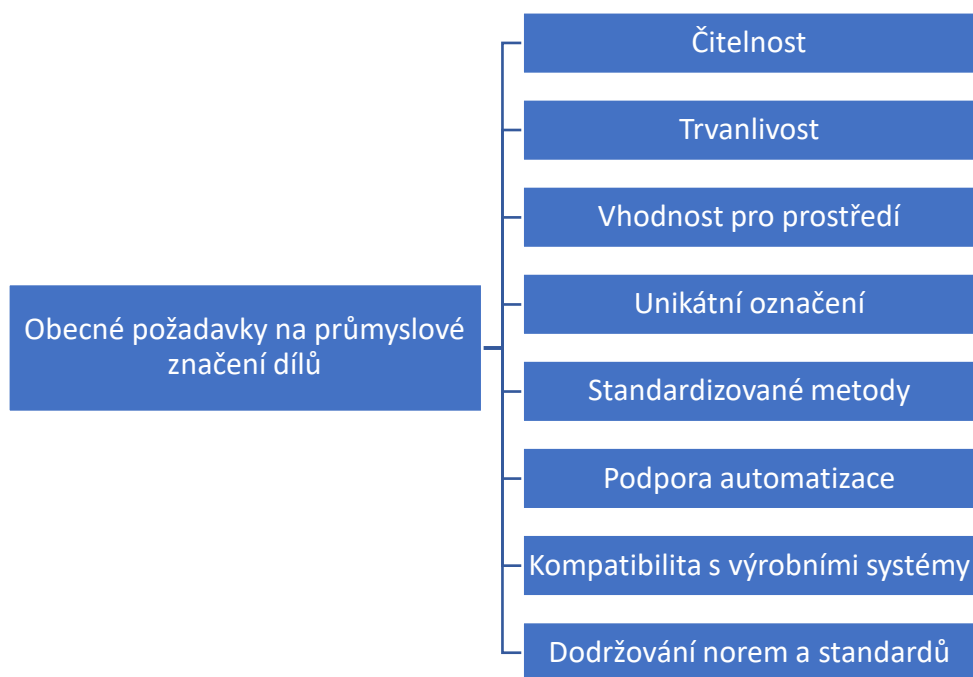 Čitelnost
Trvanlivost
Vhodnost pro prostředí
Unikátní označení
Obecné požadavky na průmyslové
značení dílů
Standardizované metody
Podpora automatizace
Kompatibilita s výrobními systémy
Dodržování norem a standardů